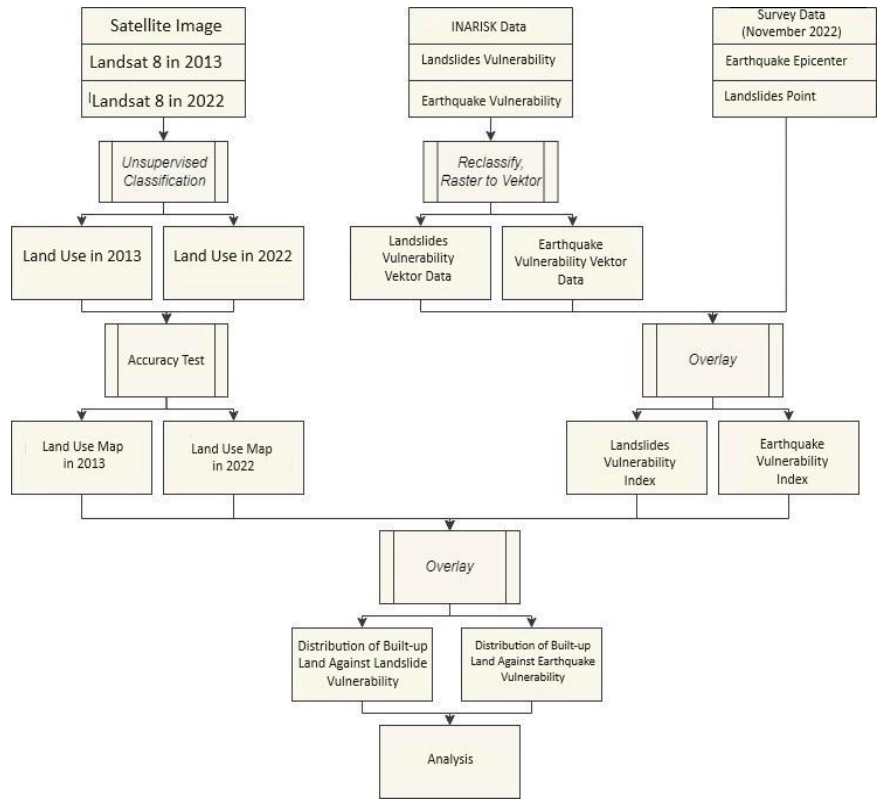 Satellite Image
Landsat 8 in 2013
Landsat 8 in 2022
INARISK Data
Landslides Vulnerability
Earthquake Vulnerability
Survey Data
(November 2022)
Earthquake Epicenter
Landslides Point
Unsupervised
Classification
Reclassify,
Raster to Vektor
Land Use in 2013
Land Use in 2022
Landslides
Vulnerability
Vektor Data
Earthquake
Vulnerability Vektor
Data
Accuracy Test
Overlay
Land Use Map
in 2013
Land Use Map
in 2022
Landslides
Vulnerability
Index
Earthquake
Vulnerability
Index
Overlay
Distribution of Built-up
Land Against Landslide
Vulnerability
Distribution of Built-up
Land Against Earthquake
Vulnerability
Analysis